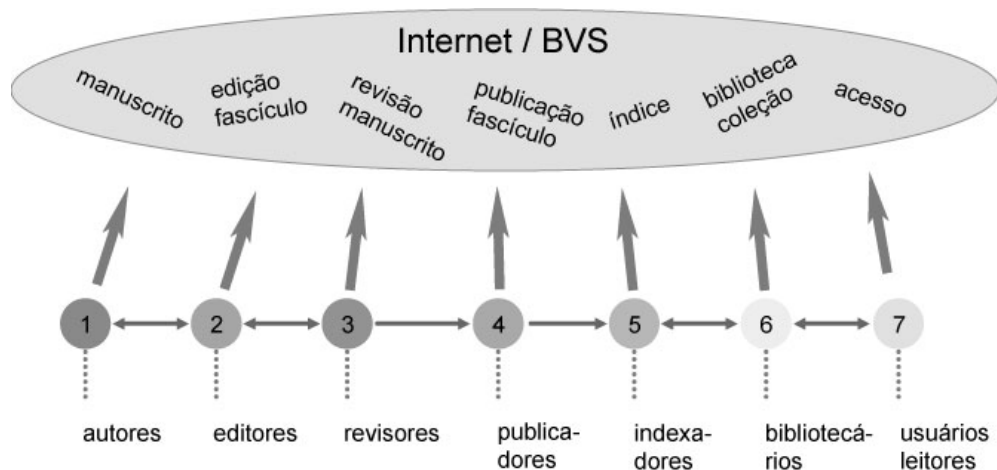 Internet / BVS
manuscrito
edição
fascículo
revisão
manuscrito
publicação
fascículo
índice
biblioteca
coleção
acesso
1
2
3
4
5
6
7
autores
editores
revisores
publica-
dores
indexa-
dores
bibliotecá-
rios
usuários
leitores